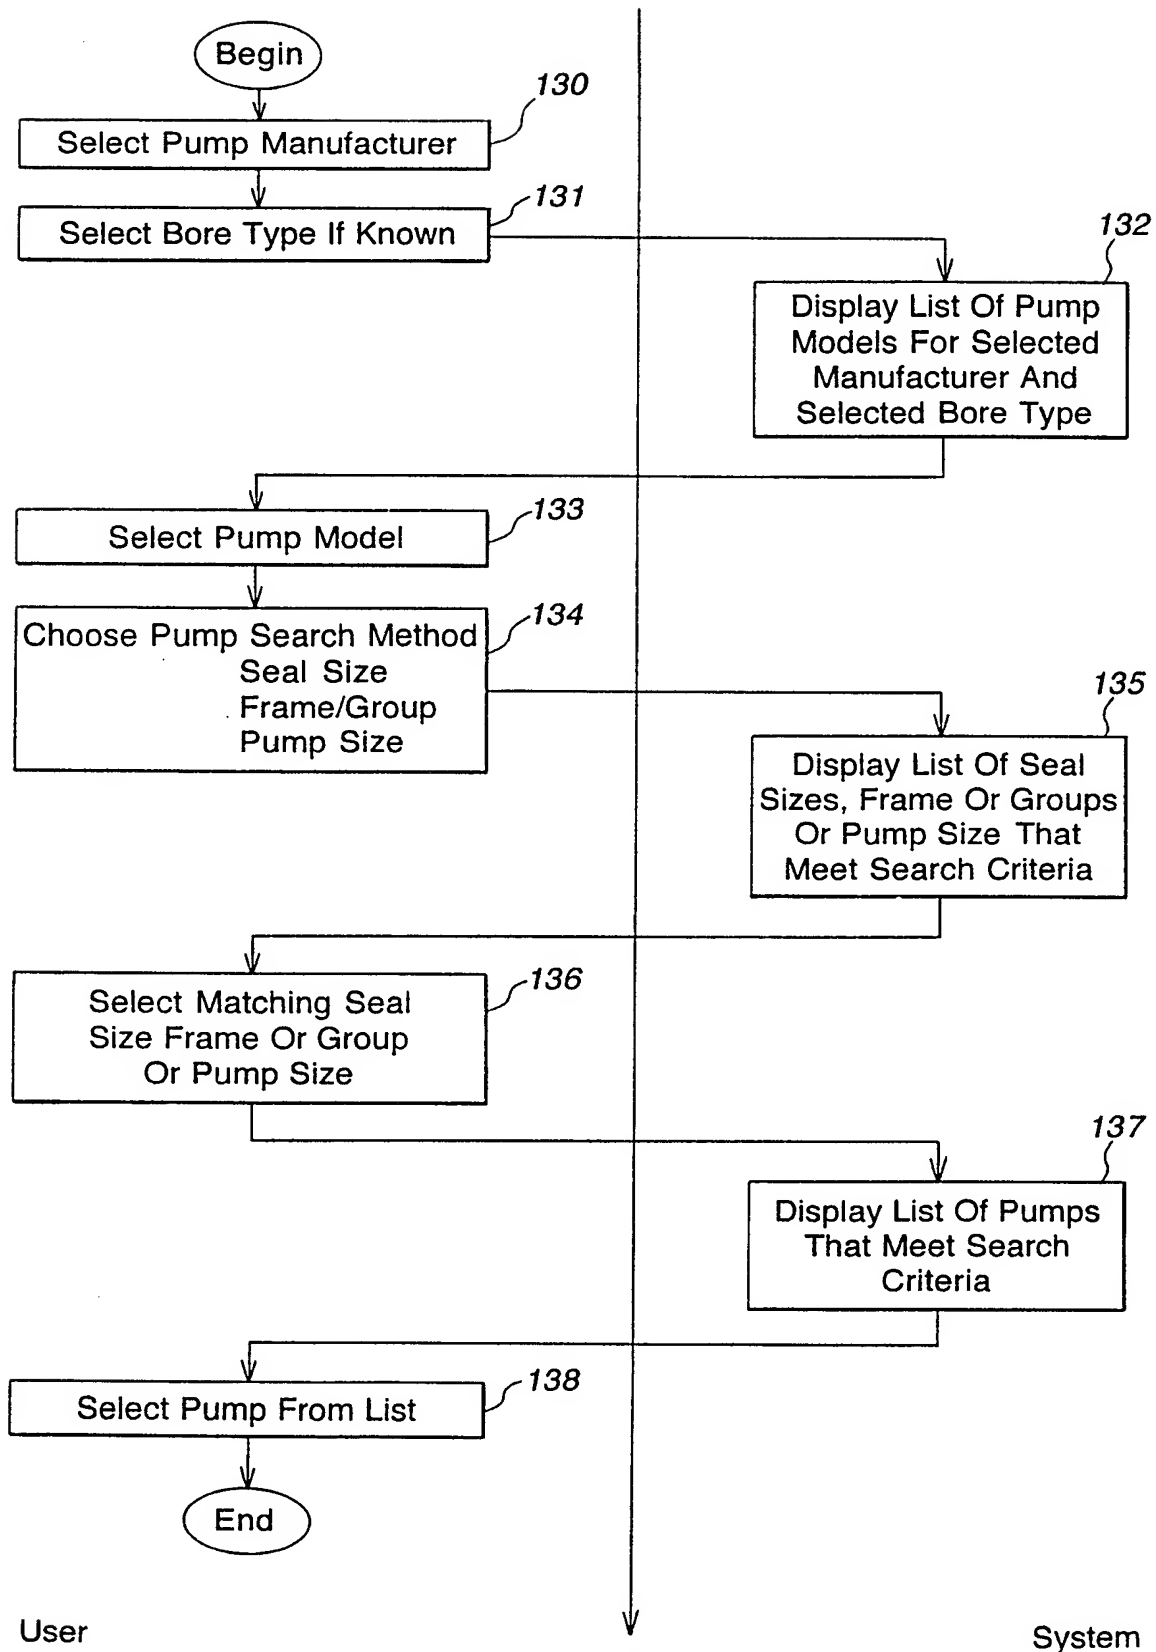 Begin
130
Select Pump Manufacturer
131
Select Bore Type If Known
132
Display List Of Pump
Models For Selected
Manufacturer And
Selected Bore Type
133
Select Pump Model
134
Choose Pump Search Method
Seal Size
Frame/Group
Pump Size
135
Display List Of Seal
Sizes, Frame Or Groups
Or Pump Size That
Meet Search Criteria
136
Select Matching Seal
Size Frame Or Group
Or Pump Size
137
Display List Of Pumps
That Meet Search
Criteria
138
Select Pump From List
End
User
System